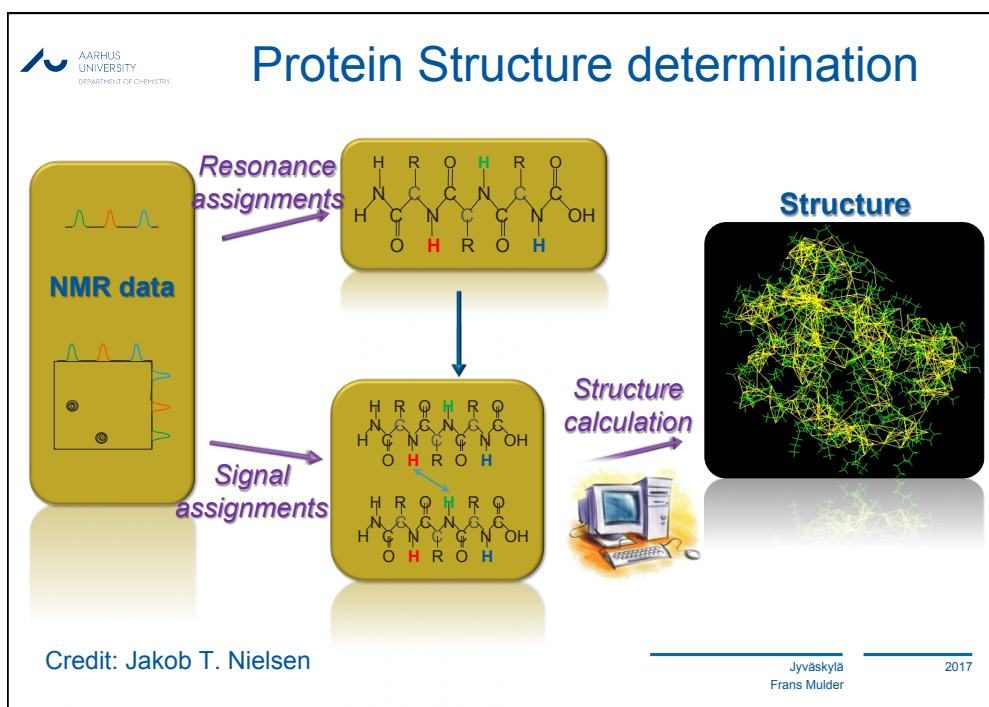 AARHUS
UNIVERSITY
DEPARTMENT OF CHEMISTRY
Protein Structure determination
Resonance
assignments
H R O H R O
N C N C OH
H C N C C N
O H R O H
NMR data
Structure
Signal
assignments
H R O H R O
N C C N C C OH
H C N C C N
O H R O H
H R O H R O
N C C N C C OH
H C N C C N
O H R O H
Structure
calculation
Credit: Jakob T. Nielsen
Jyväskylä
Frans Mulder
2017